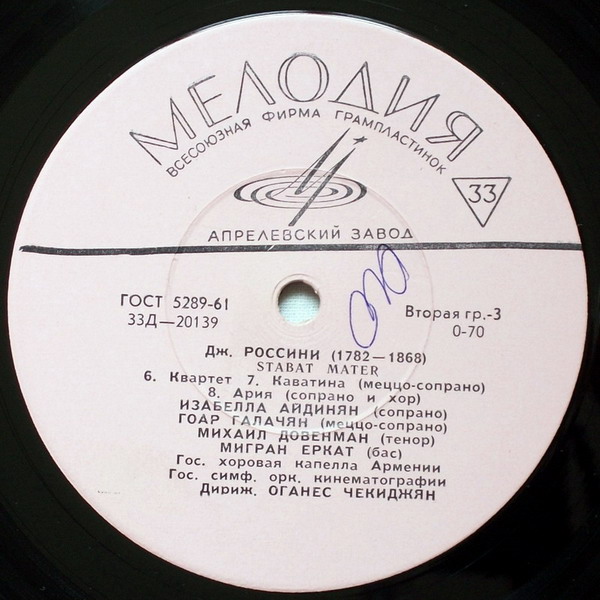 МЕЛОДИЯ
ВСЕСОЮЗНАЯ ФИРМА ГРАМПЛАСТИНОК
33
АПРЕЛЕВСКИЙ ЗАВОД
ГОСТ 5289-61
33Д—20139
Вторая гр.-3
0-70
Дж. РОССИНИ (1782—1868)
STABAT MATER
6. Квартет 7. Каватина (меццо-сопрано)
8. Ария (сопрано и хор)
ИЗАБЕЛЛА АЙДИНЯН (сопрано)
ГОАР ГАЛАЧЯН (меццо-сопрано)
МИХАИЛ ДОВЕНМАН (тенор)
МИГРАН ЕРКАТ (бас)
Гос. хоровая капелла Армении
Гос. симф. орк. кинематографии
Дириж. ОГАНЕС ЧЕКИДЖЯН